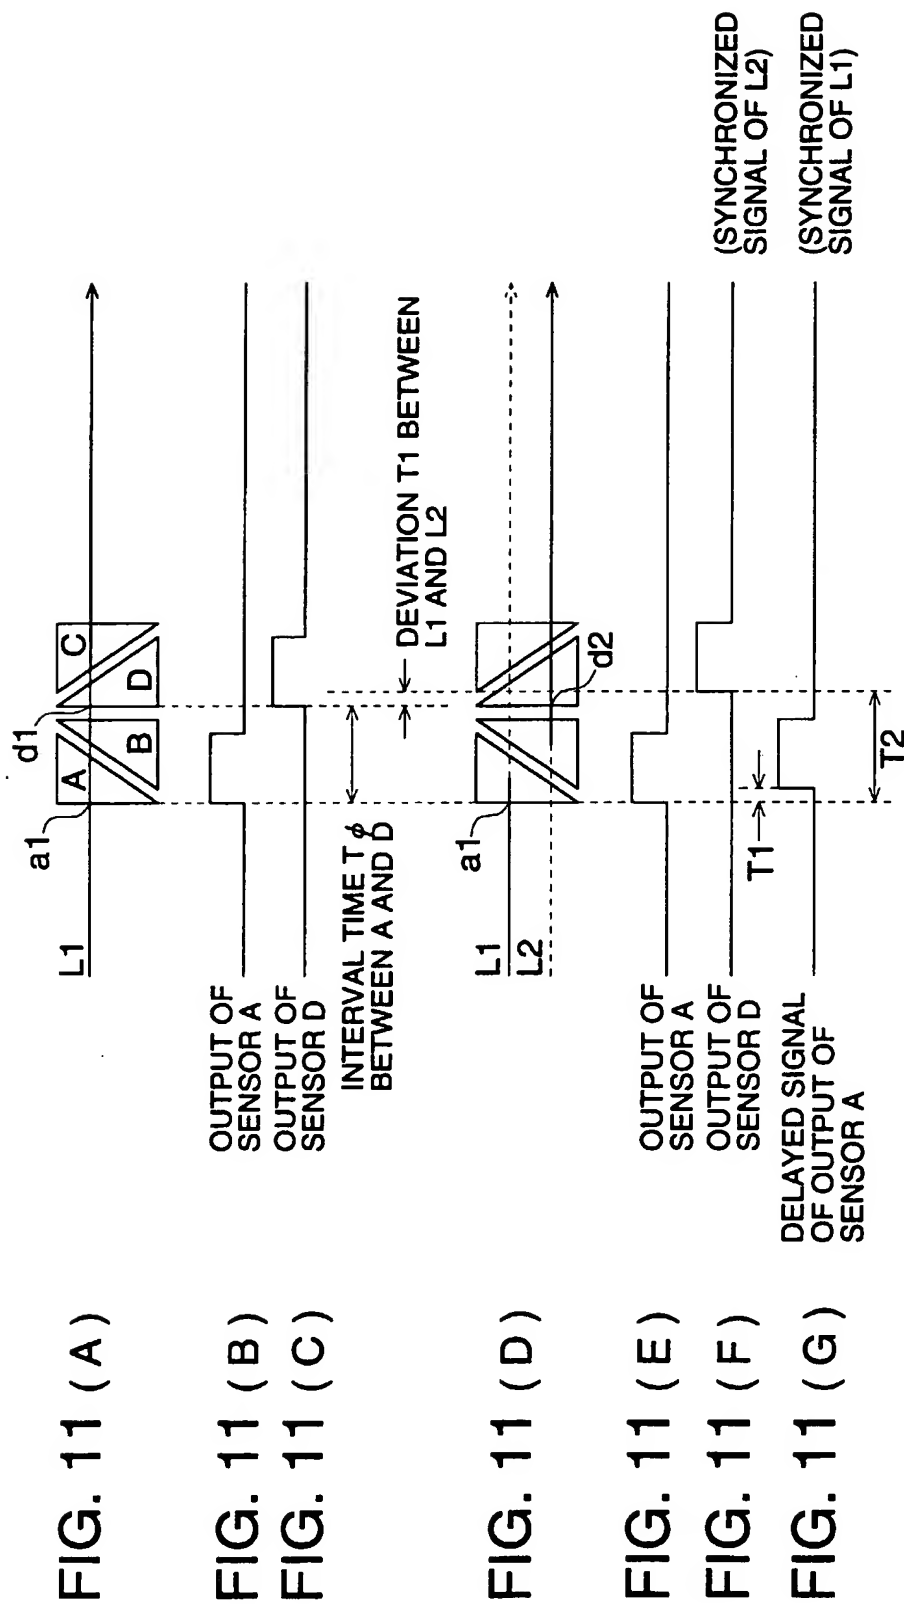 FIG. 11 (A)
L1
a1
d1
A
B
C
D
FIG. 11 (B)
OUTPUT OF
SENSOR A
FIG. 11 (C)
OUTPUT OF
SENSOR D
INTERVAL TIME Tφ
BETWEEN A AND D
DEVIATION T1 BETWEEN
L1 AND L2
FIG. 11 (D)
L1
L2
a1
d2
FIG. 11 (E)
OUTPUT OF
SENSOR A
FIG. 11 (F)
OUTPUT OF
SENSOR D
(SYNCHRONIZED
SIGNAL OF L2)
FIG. 11 (G)
DELAYED SIGNAL
OF OUTPUT OF
SENSOR A
T1
T2
(SYNCHRONIZED
SIGNAL OF L1)